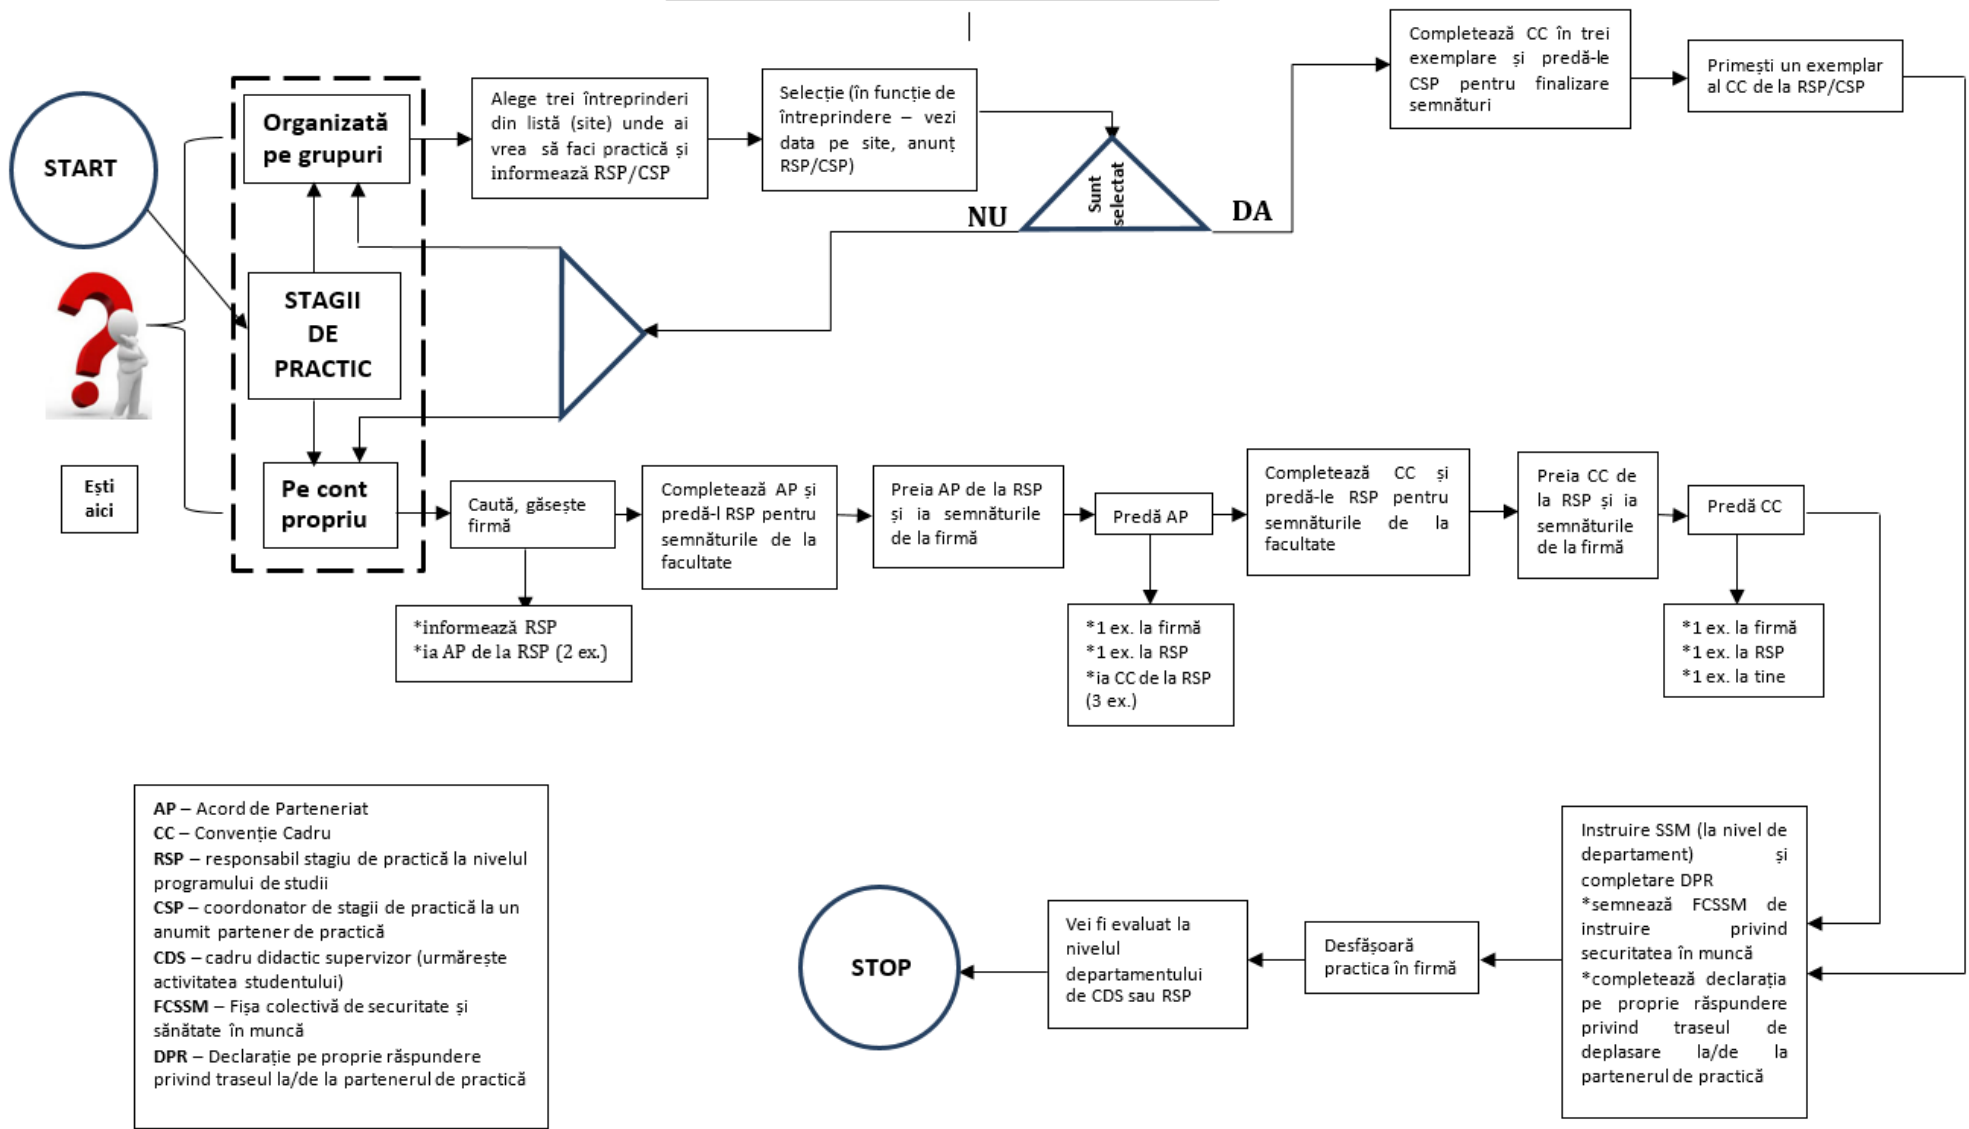 START
Organizată
pe grupuri
Alege trei întreprinderi
din listă (site) unde ai
vrea să faci practică și
informează RSP/CSP
Selecție (în funcție de
întreprindere – vezi
data pe site, anunț
RSP/CSP)
Sunt
selectat
NU
DA
Completează CC în trei
exemplare și predă-le
CSP pentru finalizare
semnături
Primești un exemplar
al CC de la RSP/CSP
STAGII
DE
PRACTIC
Ești
aici
Pe cont
propriu
Caută, găsește
firmă
*informează RSP
*ia AP de la RSP (2 ex.)
Completează AP și
predă-l RSP pentru
semnăturile de la
facultate
Preia AP de la RSP
și ia semnăturile
de la firmă
Predă AP
*1 ex. la firmă
*1 ex. la RSP
*ia CC de la RSP
(3 ex.)
Completează CC și
predă-le RSP pentru
semnăturile de la
facultate
Preia CC de
la RSP și ia
semnăturile
de la firmă
Predă CC
*1 ex. la firmă
*1 ex. la RSP
*1 ex. la tine
AP – Acord de Parteneriat
CC – Convenție Cadru
RSP – responsabil stagiu de practică la nivelul
programului de studii
CSP – coordonator de stagii de practică la un
anumit partener de practică
CDS – cadru didactic supervizor (urmărește
activitatea studentului)
FCSSM – Fișa colectivă de securitate și
sănătate în muncă
DPR – Declarație pe proprie răspundere
privind traseul la/de la partenerul de practică
STOP
Vei fi evaluat la
nivelul
departamentului
de CDS sau RSP
Desfășoară
practica în firmă
Instruire SSM (la nivel de
departament) și
completare DPR
*semnează FCSSM de
instruire privind
securitatea în muncă
*completează declarația
pe proprie răspundere
privind traseul de
deplasare la/de la
partenerul de practică